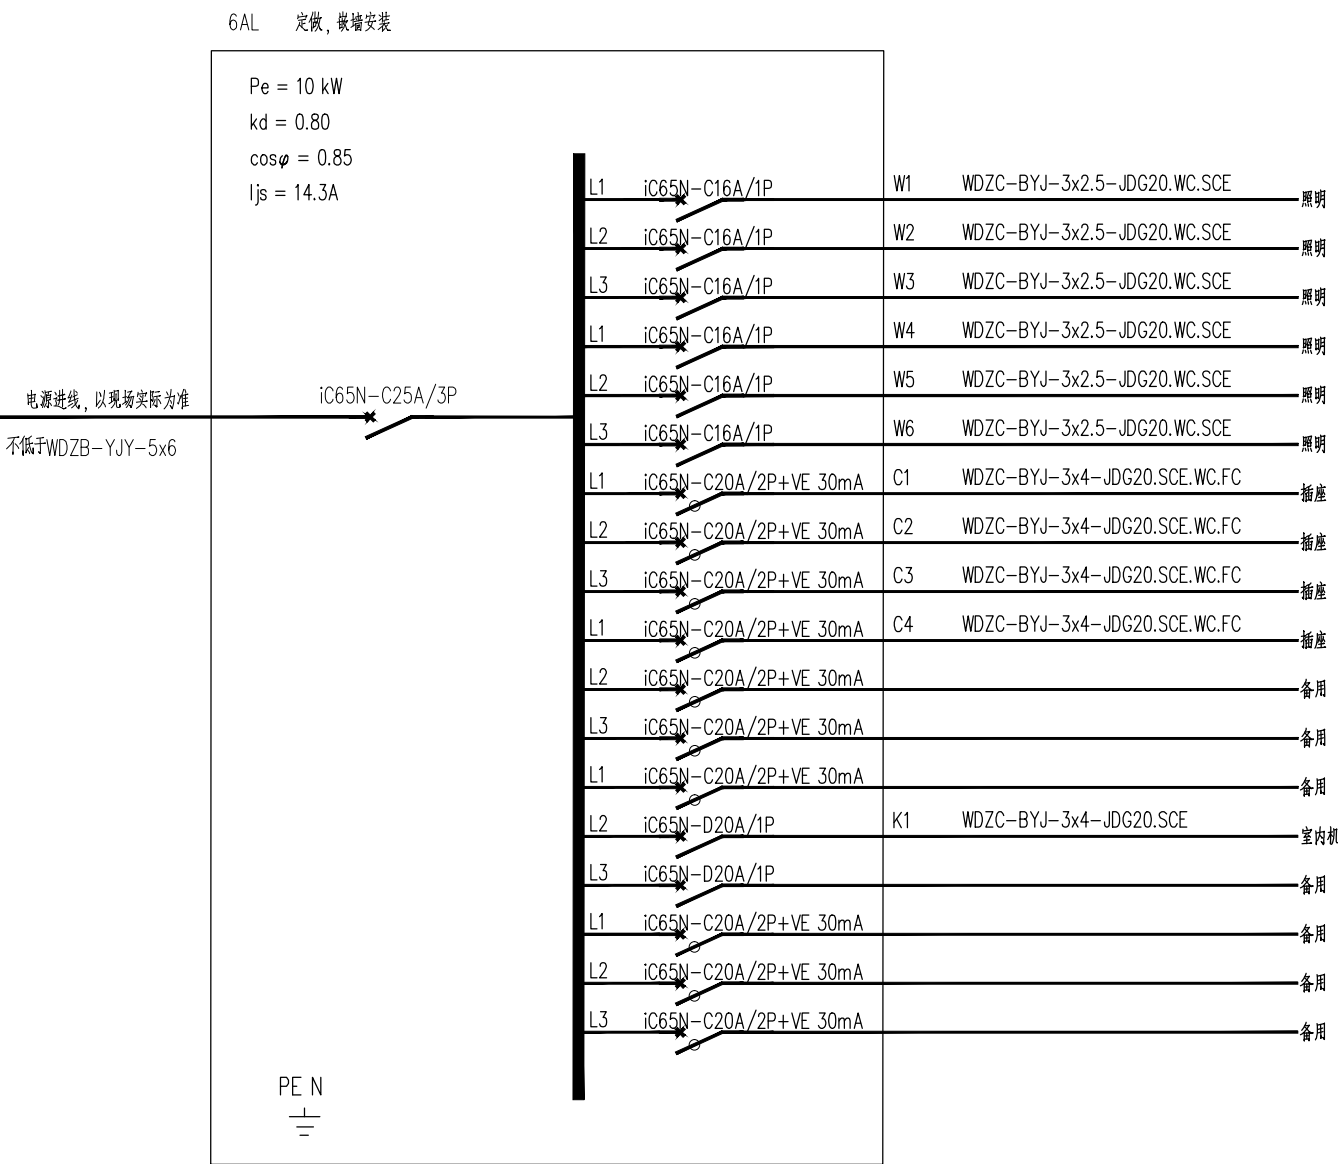 6AL 定做, 嵌墙安装
Pe = 10 kW
kd = 0.80
cosφ = 0.85
Ijs = 14.3A
电源进线, 以现场实际为准
不低于WDZB-YJY-5x6
iC65N-C25A/3P
L1 iC65N-C16A/1P W1 WDZC-BYJ-3x2.5-JDG20.WC.SCE 照明
L2 iC65N-C16A/1P W2 WDZC-BYJ-3x2.5-JDG20.WC.SCE 照明
L3 iC65N-C16A/1P W3 WDZC-BYJ-3x2.5-JDG20.WC.SCE 照明
L1 iC65N-C16A/1P W4 WDZC-BYJ-3x2.5-JDG20.WC.SCE 照明
L2 iC65N-C16A/1P W5 WDZC-BYJ-3x2.5-JDG20.WC.SCE 照明
L3 iC65N-C16A/1P W6 WDZC-BYJ-3x2.5-JDG20.WC.SCE 照明
L1 iC65N-C20A/2P+VE 30mA C1 WDZC-BYJ-3x4-JDG20.SCE.WC.FC 插座
L2 iC65N-C20A/2P+VE 30mA C2 WDZC-BYJ-3x4-JDG20.SCE.WC.FC 插座
L3 iC65N-C20A/2P+VE 30mA C3 WDZC-BYJ-3x4-JDG20.SCE.WC.FC 插座
L1 iC65N-C20A/2P+VE 30mA C4 WDZC-BYJ-3x4-JDG20.SCE.WC.FC 插座
L2 iC65N-C20A/2P+VE 30mA 备用
L3 iC65N-C20A/2P+VE 30mA 备用
L1 iC65N-C20A/2P+VE 30mA 备用
L2 iC65N-D20A/1P K1 WDZC-BYJ-3x4-JDG20.SCE 室内机
L3 iC65N-D20A/1P 备用
L1 iC65N-C20A/2P+VE 30mA 备用
L2 iC65N-C20A/2P+VE 30mA 备用
L3 iC65N-C20A/2P+VE 30mA 备用
PE N